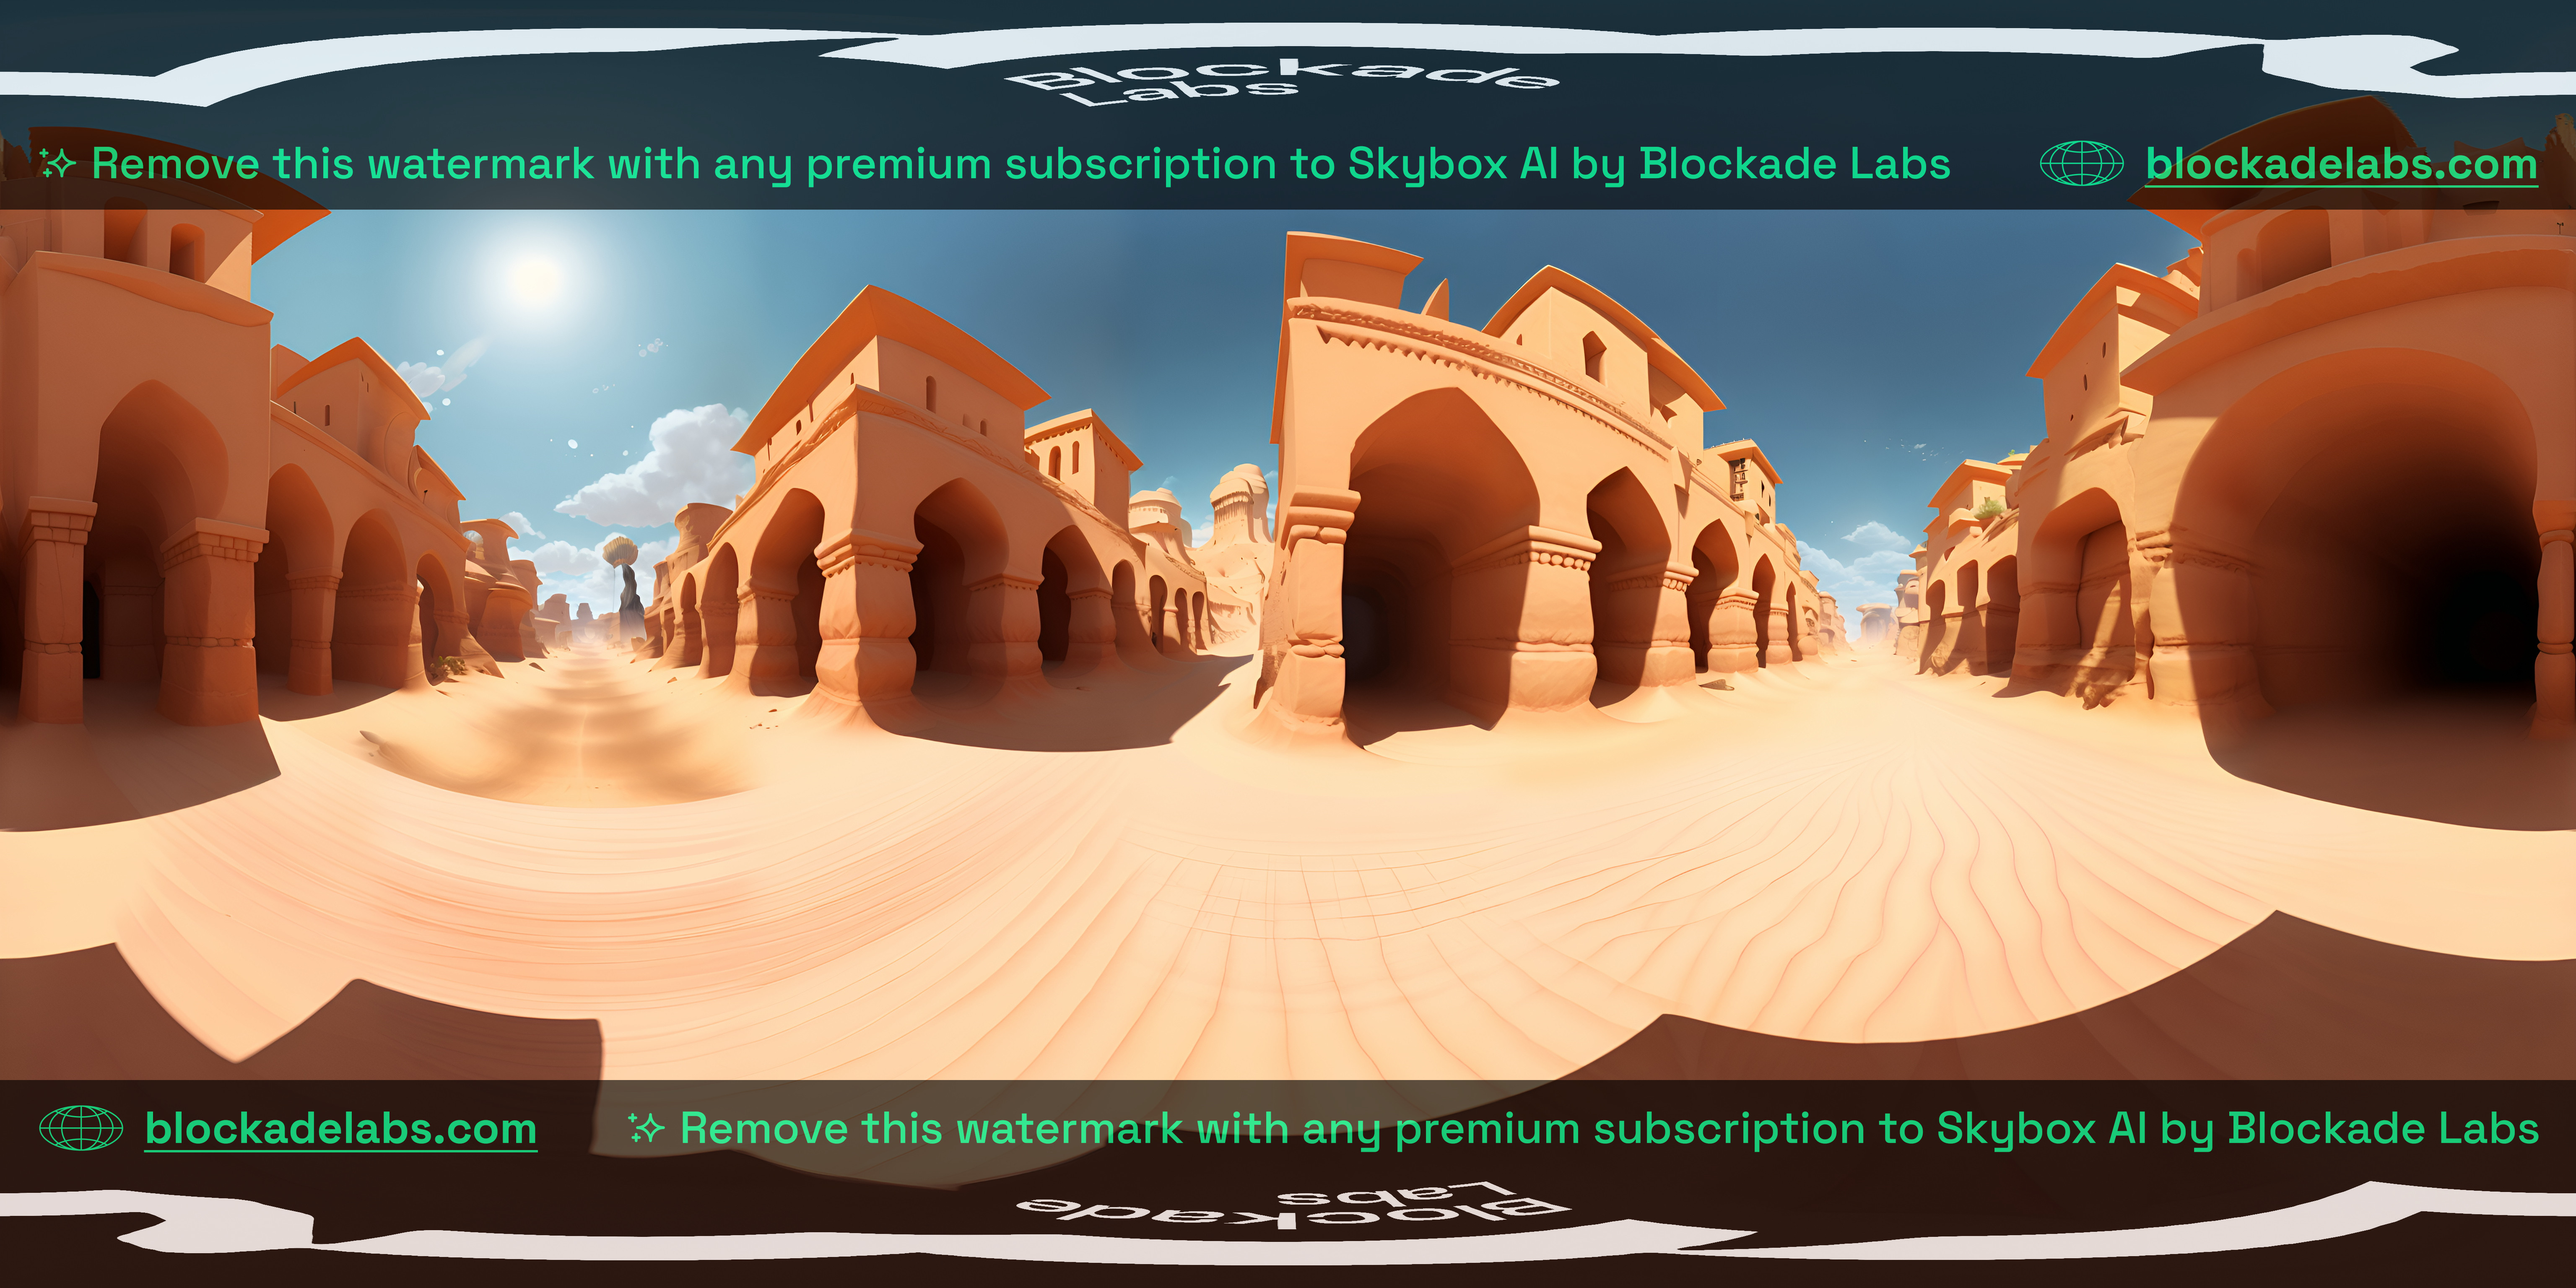 Blockade
Labs
Remove this watermark with any premium subscription to Skybox AI by Blockade Labs
blockadelabs.com
blockadelabs.com
Remove this watermark with any premium subscription to Skybox AI by Blockade Labs
Labs
Blockade